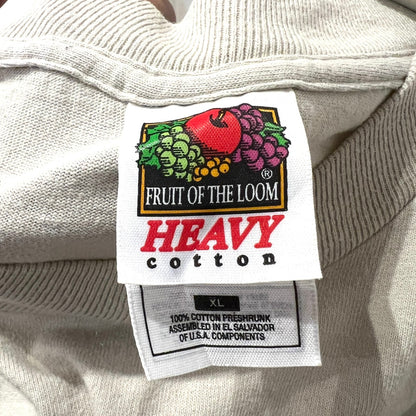 FRUIT OF THE LOOM ®
HEAVY
cotton
XL
100% COTTON PRESHRUNK
ASSEMBLED IN EL SALVADOR
OF U.S.A. COMPONENTS